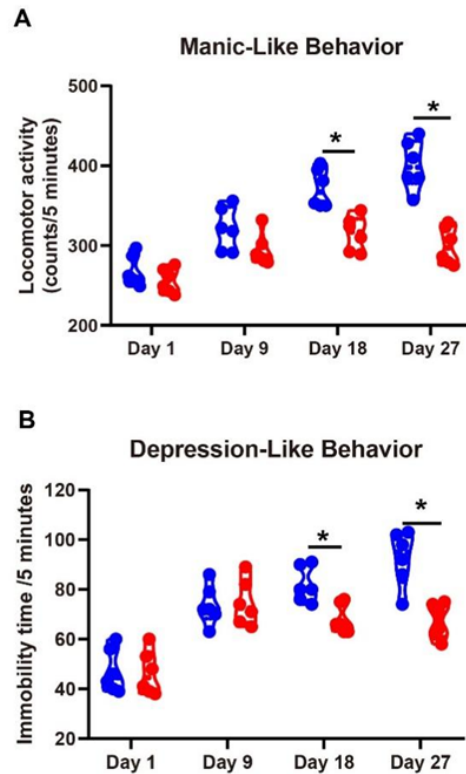 A
Manic-Like Behavior
Locomotor activity
(counts/5 minutes)
500
400
300
200
*
*
Day 1 Day 9 Day 18 Day 27
B
Depression-Like Behavior
Immobility time /5 minutes
120
100
80
60
40
20
*
*
Day 1 Day 9 Day 18 Day 27